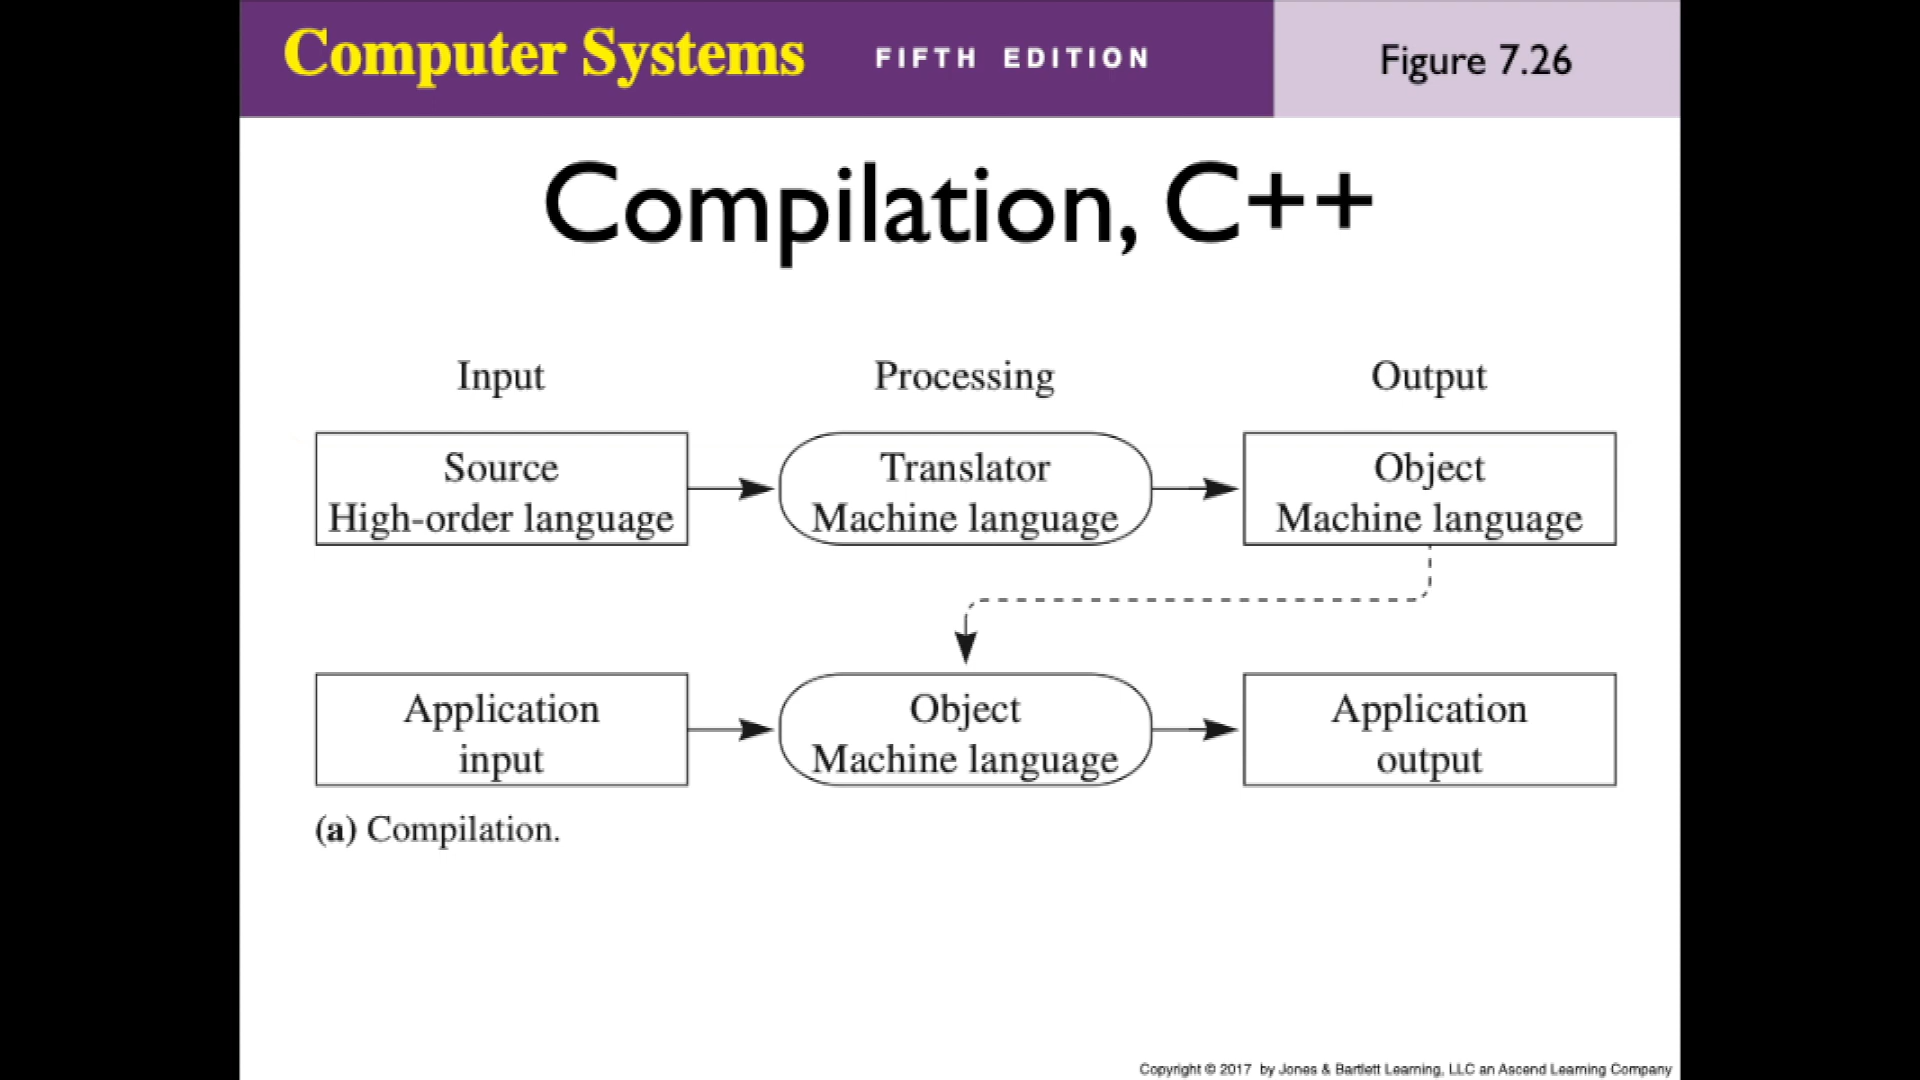 Computer Systems FIFTH EDITION Figure 7.26
Compilation, C++
Input Processing Output
Source Translator Object
High-order language Machine language Machine language
Application Object Application
input Machine language output
(a) Compilation.
Copyright © 2017 by Jones & Bartlett Learning, LLC an Ascend Learning Company